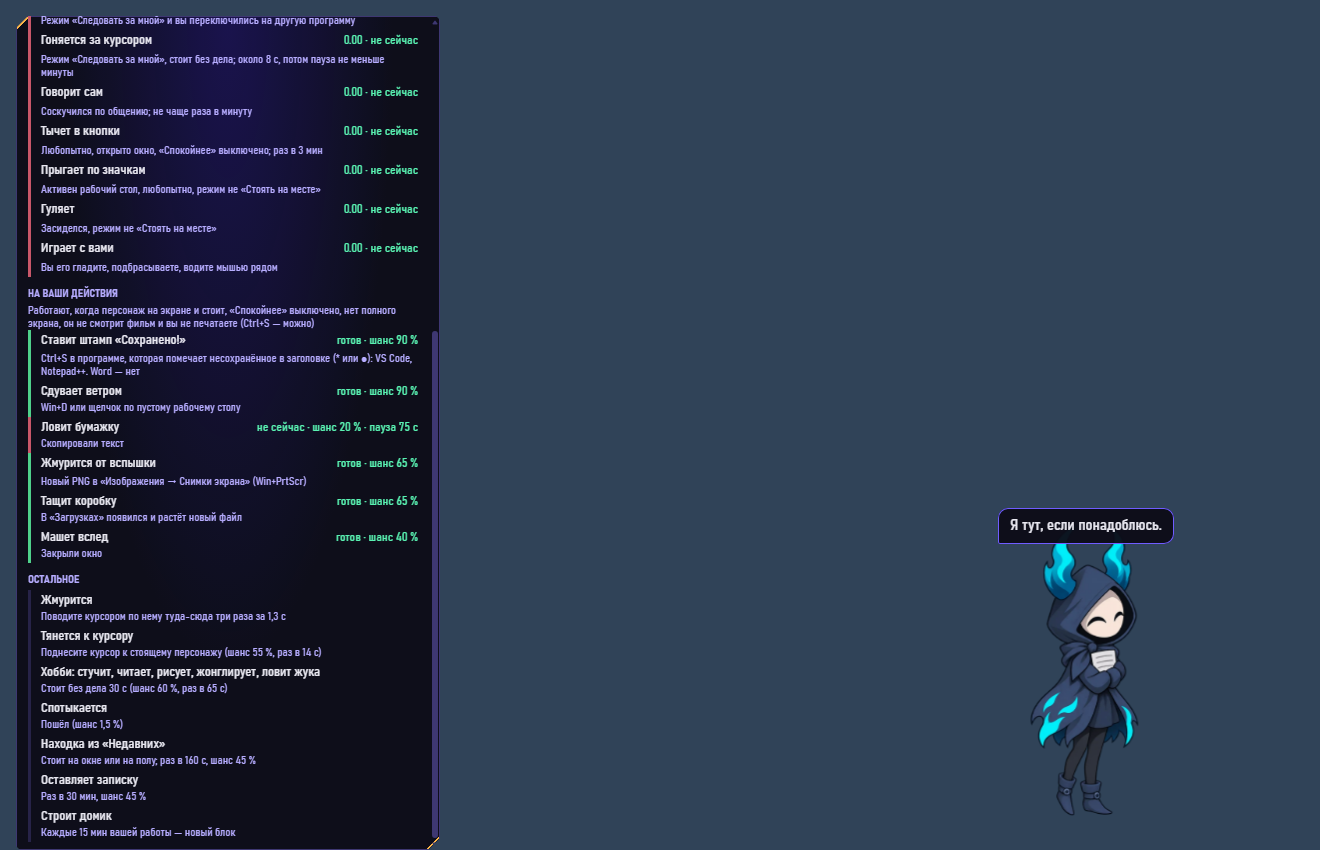 Режим «Следовать за мной» и вы переключились на другую программу
Гоняется за курсором 0.00 · не сейчас
Режим «Следовать за мной», стоит без дела; около 8 с, потом пауза не меньше
минуты
Говорит сам 0.00 · не сейчас
Соскучился по общению; не чаще раза в минуту
Тычет в кнопки 0.00 · не сейчас
Любопытно, открыто окно, «Спокойнее» выключено; раз в 3 мин
Прыгает по значкам 0.00 · не сейчас
Активен рабочий стол, любопытно, режим не «Стоять на месте»
Гуляет 0.00 · не сейчас
Засиделся, режим не «Стоять на месте»
Играет с вами 0.00 · не сейчас
Вы его гладите, подбрасываете, водите мышью рядом
НА ВАШИ ДЕЙСТВИЯ
Работают, когда персонаж на экране и стоит, «Спокойнее» выключено, нет полного
экрана, он не смотрит фильм и вы не печатаете (Ctrl+S — можно)
Ставит штамп «Сохранено!» готов · шанс 90 %
Ctrl+S в программе, которая помечает несохранённое в заголовке (* или ●): VS Code,
Notepad++. Word — нет
Сдувает ветром готов · шанс 90 %
Win+D или щелчок по пустому рабочему столу
Ловит бумажку не сейчас · шанс 20 % · пауза 75 с
Скопировали текст
Жмурится от вспышки готов · шанс 65 %
Новый PNG в «Изображения → Снимки экрана» (Win+PrtScr)
Тащит коробку готов · шанс 65 %
В «Загрузках» появился и растёт новый файл
Машет вслед готов · шанс 40 %
Закрыли окно
ОСТАЛЬНОЕ
Жмурится
Поводите курсором по нему туда-сюда три раза за 1,3 с
Тянется к курсору
Поднесите курсор к стоящему персонажу (шанс 55 %, раз в 14 с)
Хобби: стучит, читает, рисует, жонглирует, ловит жука
Стоит без дела 30 с (шанс 60 %, раз в 65 с)
Спотыкается
Пошёл (шанс 1,5 %)
Находка из «Недавних»
Стоит на окне или на полу; раз в 160 с, шанс 45 %
Оставляет записку
Раз в 30 мин, шанс 45 %
Строит домик
Каждые 15 мин вашей работы — новый блок
Я тут, если понадоблюсь.